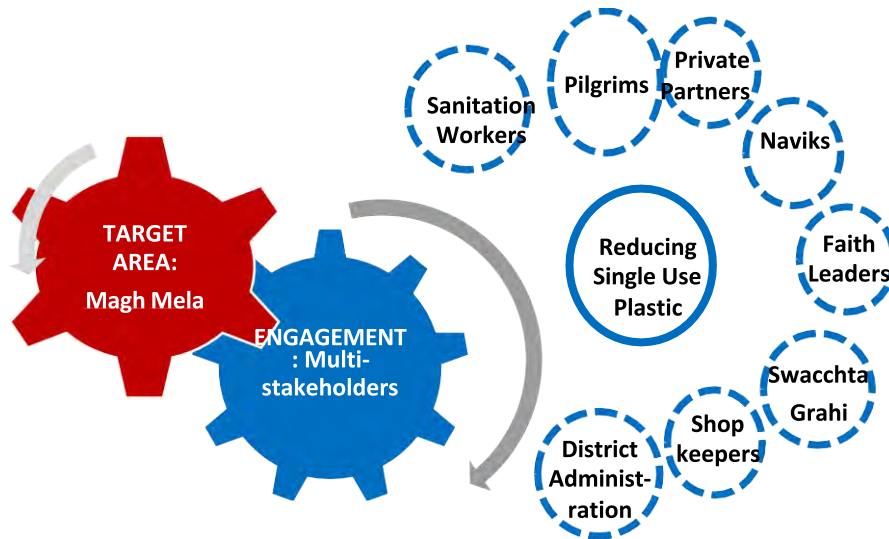 Sanitation
Workers
Pilgrims
Private
Partners
Naviks
Faith
Leaders
Swacchta
Grahi
Shop
keepers
District
Administ-
ration
Reducing
Single Use
Plastic
TARGET
AREA:
Magh Mela
ENGAGEMENT
: Multi-
stakeholders